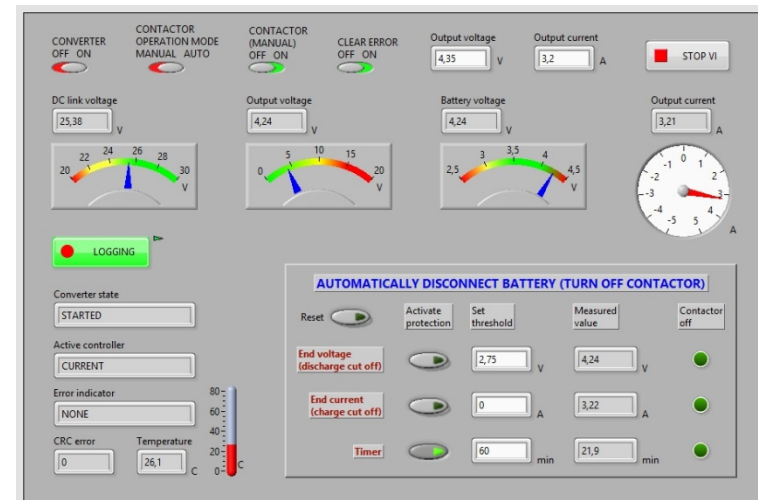 CONVERTER
OFF ON
CONTACTOR
OPERATION MODE
MANUAL AUTO
CONTACTOR
(MANUAL)
OFF ON
CLEAR ERROR
OFF ON
Output voltage
4,35 V
Output current
3,2 A
STOP VI
DC link voltage
25,38 V
Output voltage
4,24 V
Battery voltage
4,24 V
Output current
3,21 A
20 22 24 26 28 30
V
0 5 10 15 20
V
2,5 3 3,5 4 4,5
V
-5 -4 -3 -2 -1 0 1 2 3 4 5
A
LOGGING
Converter state
STARTED
Active controller
CURRENT
Error indicator
NONE
CRC error
0
Temperature
26,1 C
80
60
40
20
0
C
AUTOMATICALLY DISCONNECT BATTERY (TURN OFF CONTACTOR)
Reset
Activate
protection
Set
threshold
Measured
value
Contactor
off
End voltage
(discharge cut off)
2,75 V
4,24 V
End current
(charge cut off)
0 A
3,22 A
Timer
60 min
21,9 min